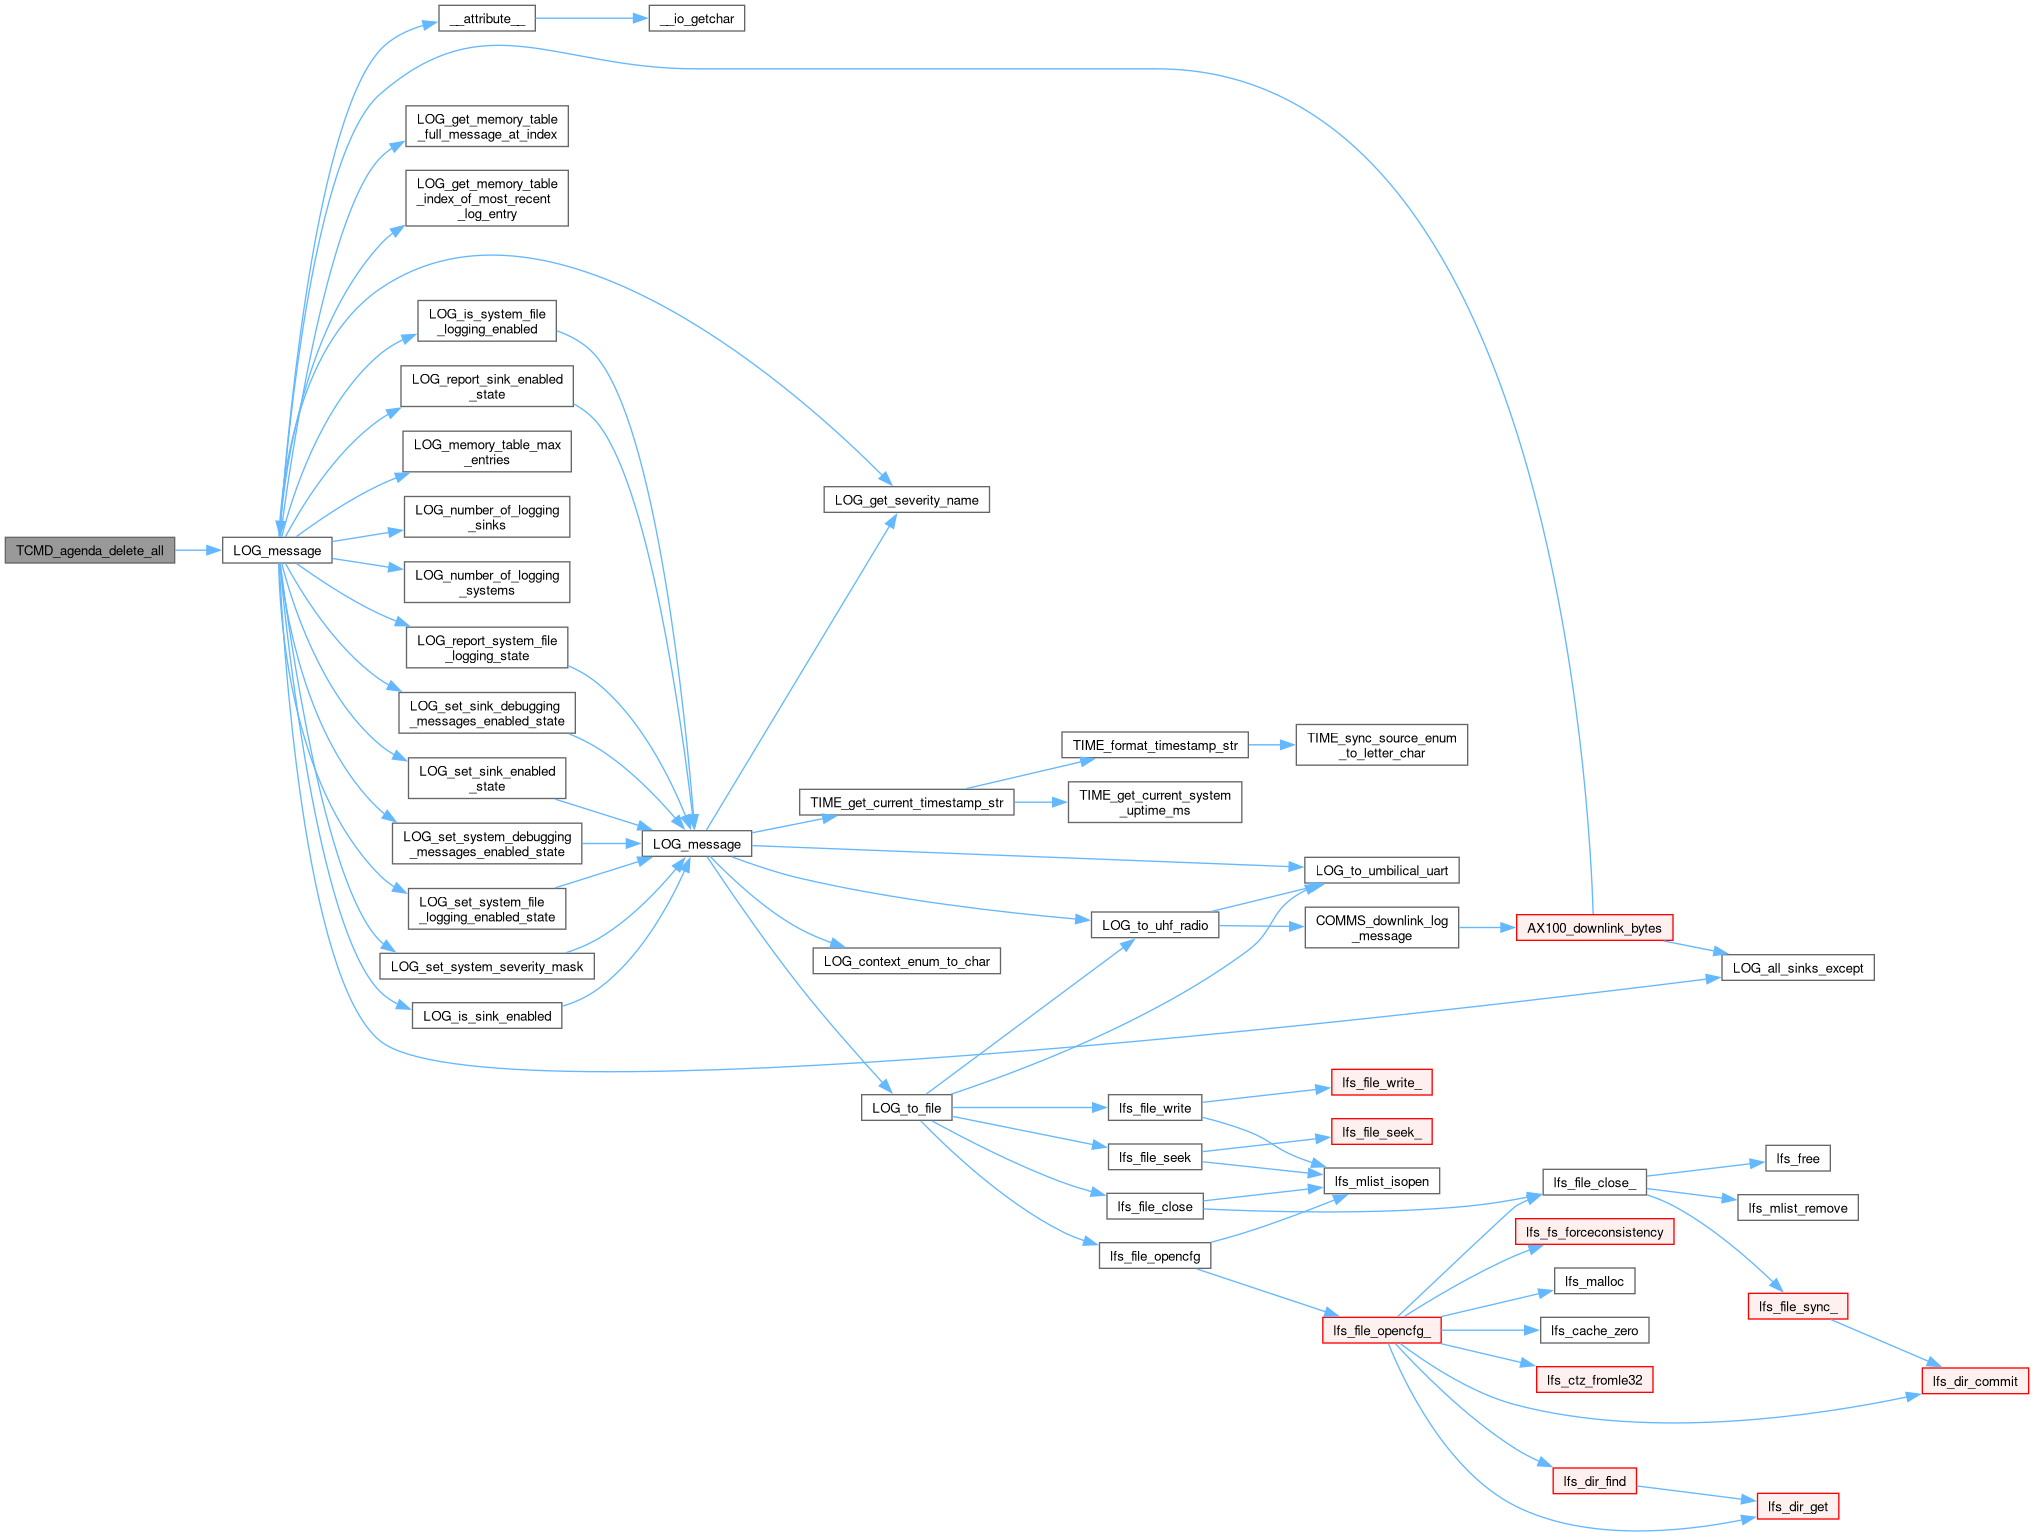 TCMD_agenda_delete_all
LOG_message
__attribute__
__io_getchar
LOG_get_memory_table
_full_message_at_index
LOG_get_memory_table
_index_of_most_recent
_log_entry
LOG_is_system_file
_logging_enabled
LOG_report_sink_enabled
_state
LOG_memory_table_max
_entries
LOG_number_of_logging
_sinks
LOG_number_of_logging
_systems
LOG_report_system_file
_logging_state
LOG_set_sink_debugging
_messages_enabled_state
LOG_set_sink_enabled
_state
LOG_set_system_debugging
_messages_enabled_state
LOG_set_system_file
_logging_enabled_state
LOG_set_system_severity_mask
LOG_is_sink_enabled
LOG_message
LOG_get_severity_name
TIME_get_current_timestamp_str
LOG_context_enum_to_char
LOG_to_file
TIME_format_timestamp_str
TIME_get_current_system
_uptime_ms
LOG_to_uhf_radio
lfs_file_write
lfs_file_seek
lfs_file_close
lfs_file_opencfg
TIME_sync_source_enum
_to_letter_char
LOG_to_umbilical_uart
COMMS_downlink_log
_message
lfs_file_write_
lfs_file_seek_
lfs_mlist_isopen
lfs_file_opencfg_
AX100_downlink_bytes
LOG_all_sinks_except
lfs_file_close_
lfs_fs_forceconsistency
lfs_malloc
lfs_cache_zero
lfs_ctz_fromle32
lfs_dir_find
lfs_free
lfs_mlist_remove
lfs_file_sync_
lfs_dir_commit
lfs_dir_get